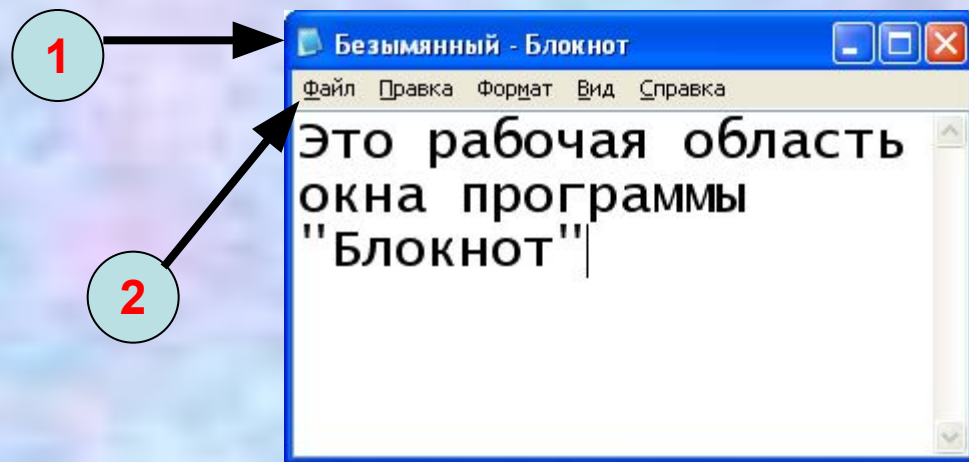 1
Безымянный - Блокнот
Файл Правка Формат Вид Справка
Это рабочая область
окна программы
"Блокнот"
2